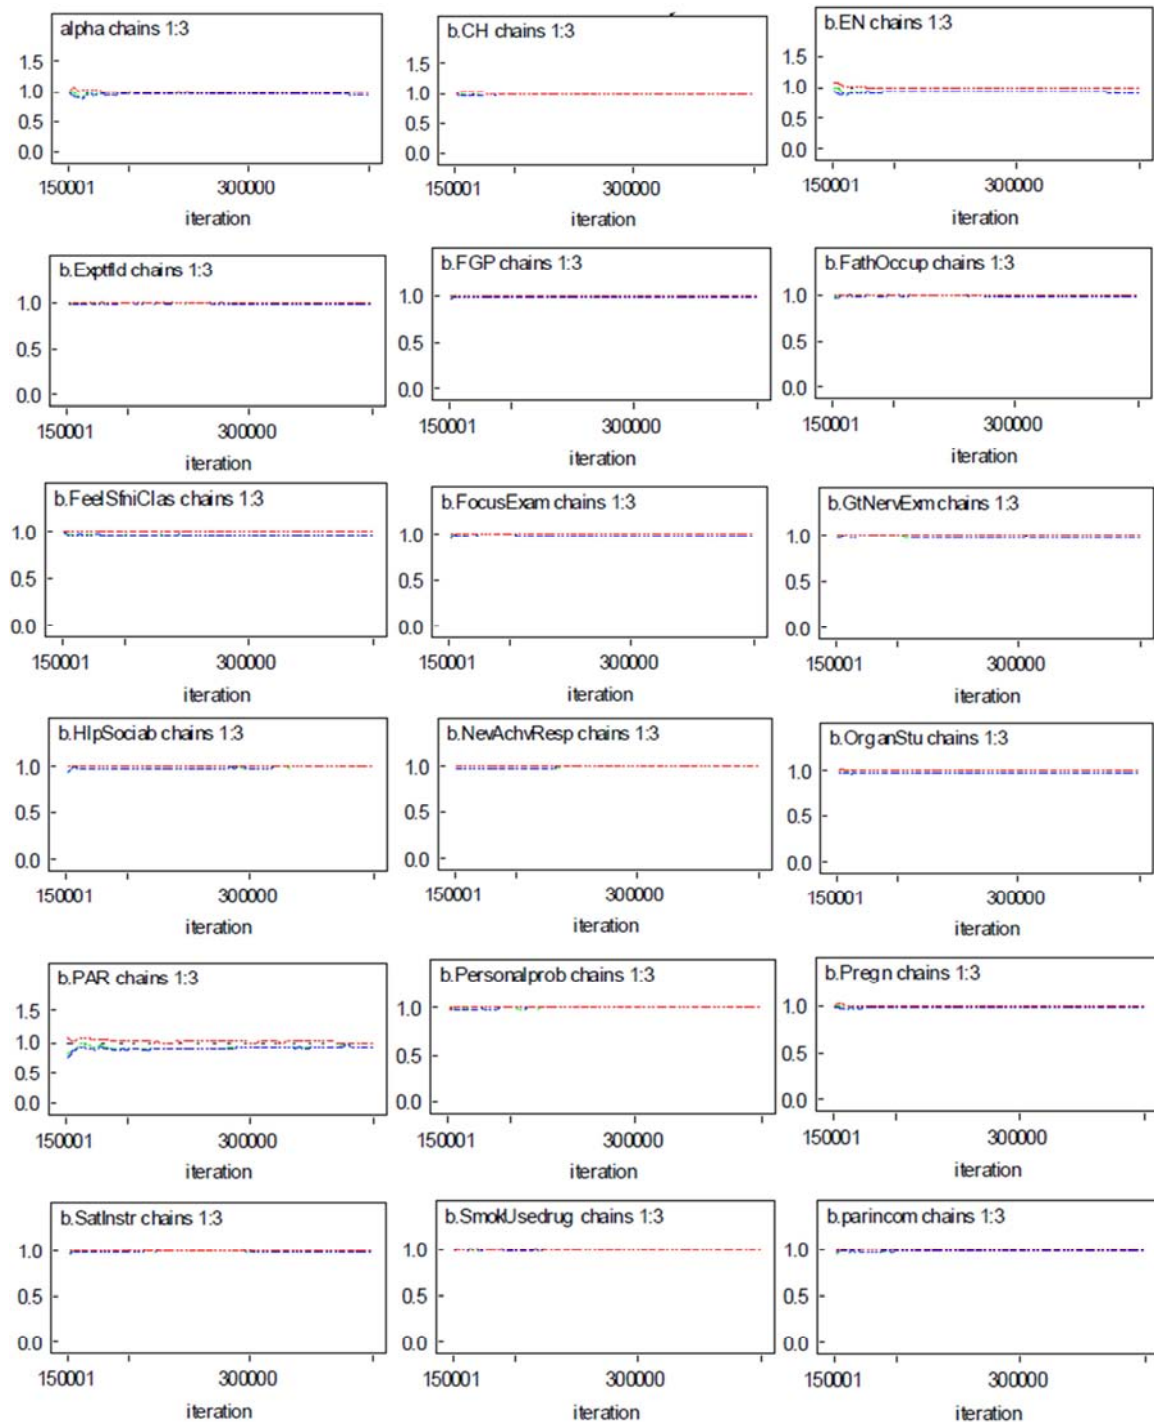 alpha chains 1:3
1.5
1.0
0.5
0.0
150001 300000
iteration
b.CH chains 1:3
1.5
1.0
0.5
0.0
150001 300000
iteration
b.EN chains 1:3
1.5
1.0
0.5
0.0
150001 300000
iteration
b.Exptfld chains 1:3
1.0
0.5
0.0
150001 300000
iteration
b.FGP chains 1:3
1.0
0.5
0.0
150001 300000
iteration
b.FathOccup chains 1:3
1.0
0.5
0.0
150001 300000
iteration
b.FeelSfniClas chains 1:3
1.0
0.5
0.0
150001 300000
iteration
b.FocusExam chains 1:3
1.0
0.5
0.0
150001 300000
iteration
b.GtNervExm chains 1:3
1.0
0.5
0.0
150001 300000
iteration
b.HlpSociab chains 1:3
1.0
0.5
0.0
150001 300000
iteration
b.NevAchvResp chains 1:3
1.0
0.5
0.0
150001 300000
iteration
b.OrganStu chains 1:3
1.0
0.5
0.0
150001 300000
iteration
b.PAR chains 1:3
1.5
1.0
0.5
0.0
150001 300000
iteration
b.Personalprob chains 1:3
1.0
0.5
0.0
150001 300000
iteration
b.Pregn chains 1:3
1.0
0.5
0.0
150001 300000
iteration
b.SatInstr chains 1:3
1.0
0.5
0.0
150001 300000
iteration
b.SmokUsedrug chains 1:3
1.0
0.5
0.0
150001 300000
iteration
b.parincom chains 1:3
1.0
0.5
0.0
150001 300000
iteration